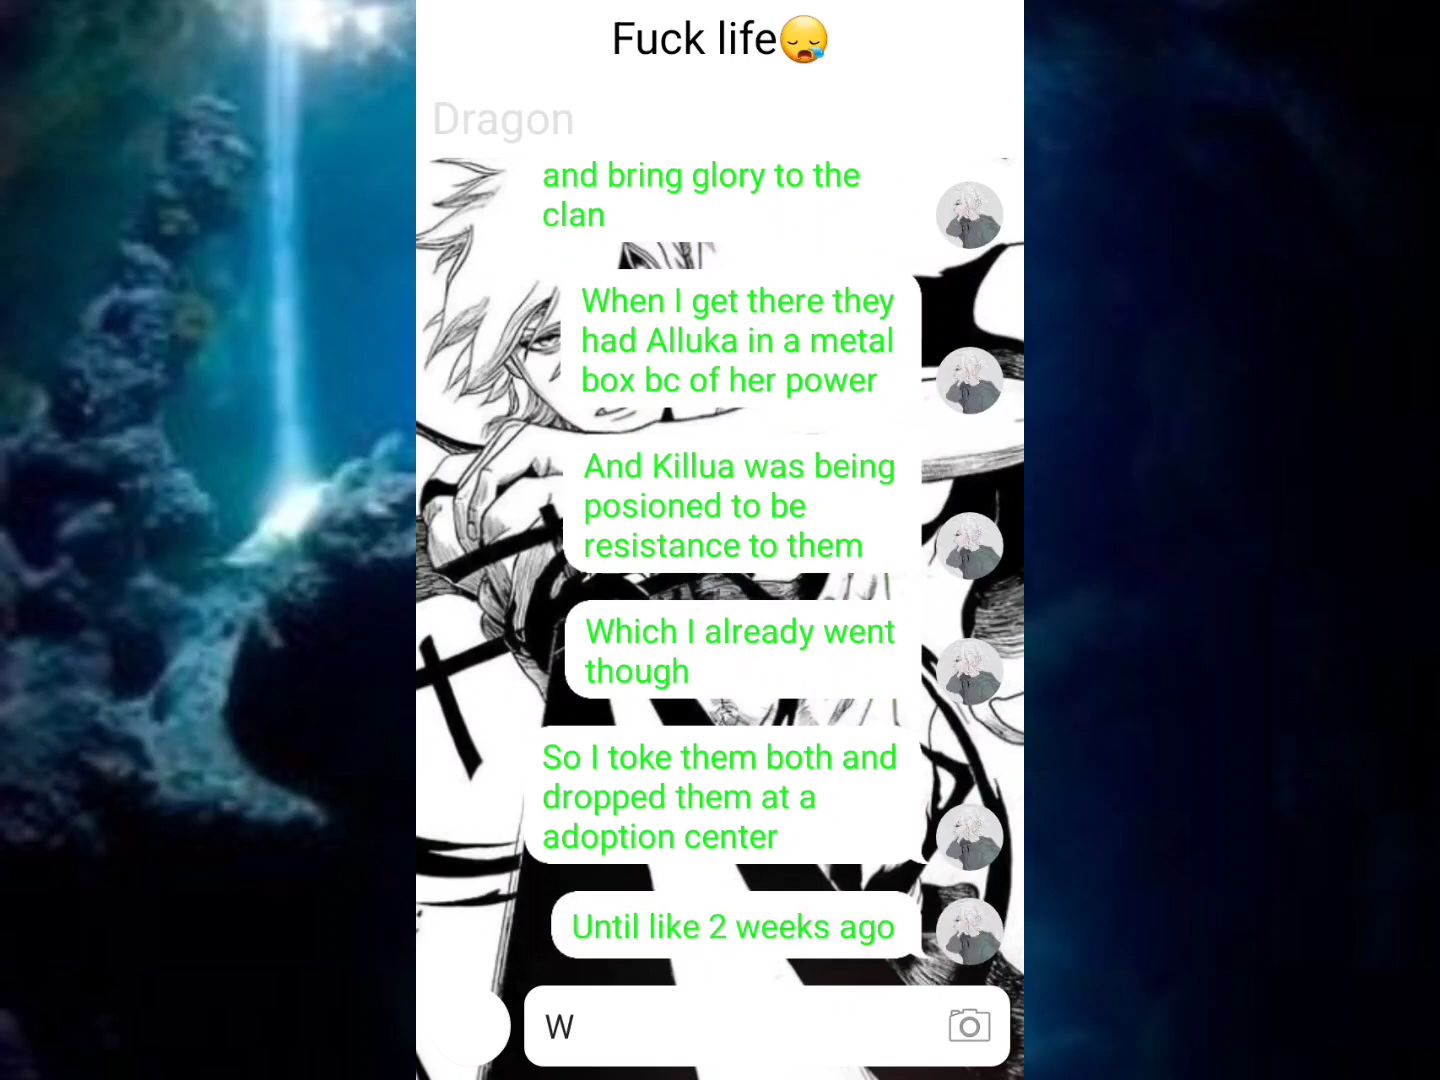 Fuck life😪
Dragon
and bring glory to the
clan
When I get there they
had Alluka in a metal
box bc of her power
And Killua was being
posioned to be
resistance to them
Which I already went
though
So I toke them both and
dropped them at a
adoption center
Until like 2 weeks ago
W